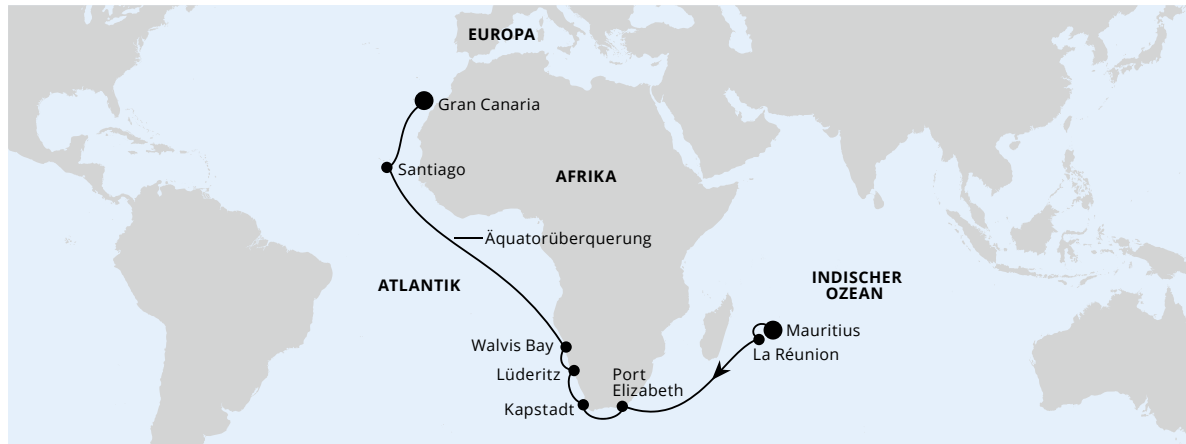 EUROPA
Gran Canaria
Santiago
AFRIKA
Äquatorüberquerung
ATLANTIK
INDISCHER
OZEAN
Mauritius
La Réunion
Walvis Bay
Lüderitz
Port
Elizabeth
Kapstadt